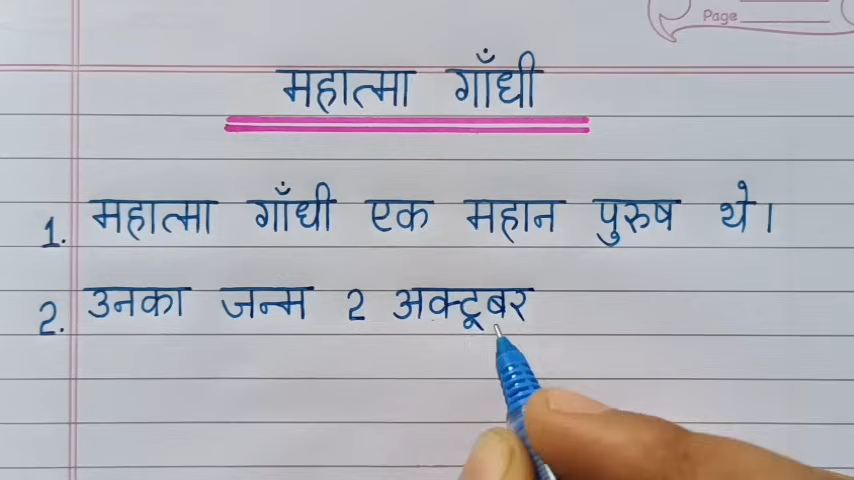 Page
महात्मा गाँधी
1. महात्मा गाँधी एक महान पुरुष थे।
2. उनका जन्म 2 अक्टूबर